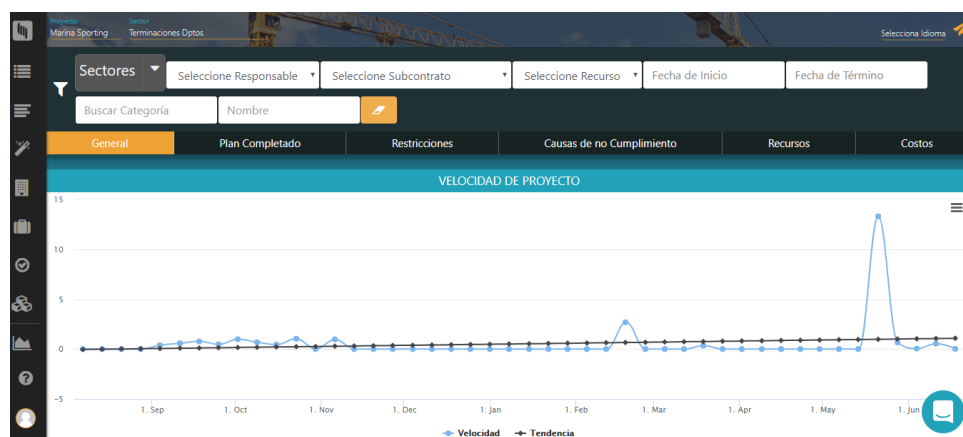 Proyecto Sector
Marina Sporting Terminaciones Dptos Selecciona Idioma
Sectores Seleccione Responsable Seleccione Subcontrato Seleccione Recurso Fecha de Inicio Fecha de Término
Buscar Categoría Nombre
General Plan Completado Restricciones Causas de no Cumplimiento Recursos Costos
VELOCIDAD DE PROYECTO
15
10
5
0
-5
1. Sep 1. Oct 1. Nov 1. Dec 1. Jan 1. Feb 1. Mar 1. Apr 1. May 1. Jun
Velocidad Tendencia